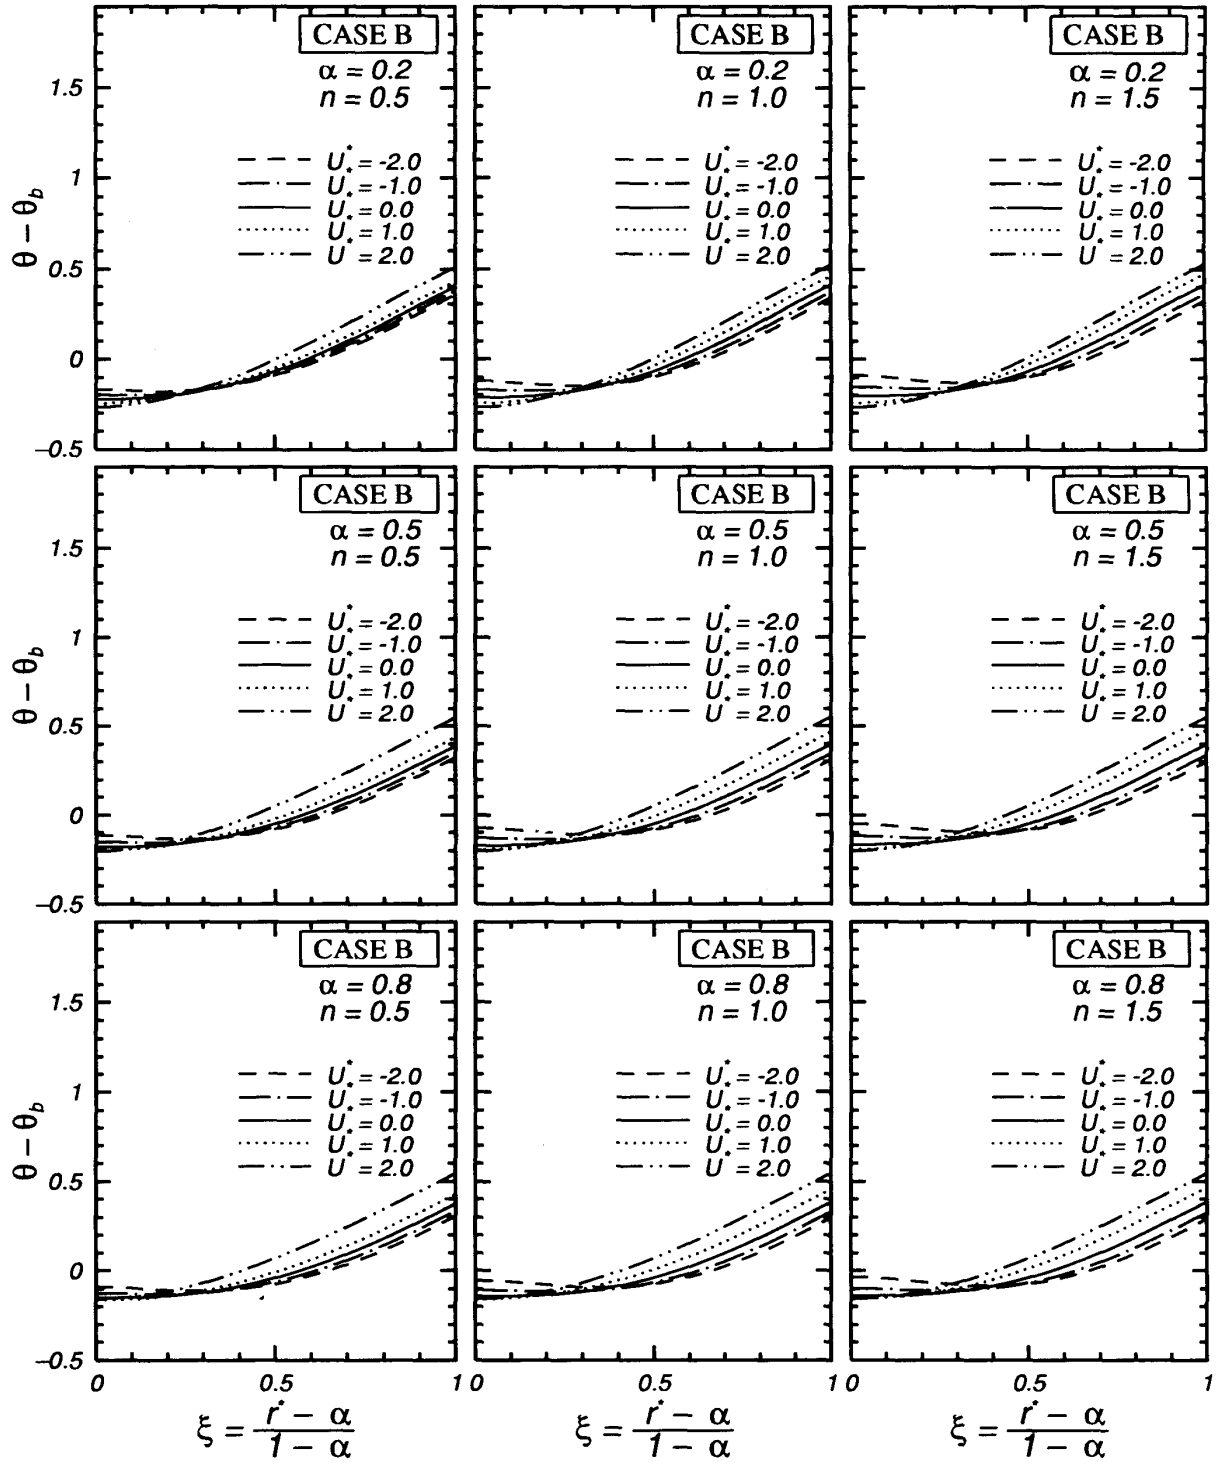 CASE B
α = 0.2
n = 0.5
U* = -2.0
U* = -1.0
U* = 0.0
U* = 1.0
U* = 2.0
1.5
1
0.5
0
−0.5
θ − θb
CASE B
α = 0.2
n = 1.0
U* = -2.0
U* = -1.0
U* = 0.0
U* = 1.0
U* = 2.0
CASE B
α = 0.2
n = 1.5
U* = -2.0
U* = -1.0
U* = 0.0
U* = 1.0
U* = 2.0
CASE B
α = 0.5
n = 0.5
U* = -2.0
U* = -1.0
U* = 0.0
U* = 1.0
U = 2.0
1.5
1
0.5
0
−0.5
θ − θb
CASE B
α = 0.5
n = 1.0
U* = -2.0
U* = -1.0
U* = 0.0
U* = 1.0
U* = 2.0
CASE B
α = 0.5
n = 1.5
U* = -2.0
U* = -1.0
U* = 0.0
U* = 1.0
U* = 2.0
CASE B
α = 0.8
n = 0.5
U* = -2.0
U* = -1.0
U* = 0.0
U* = 1.0
U* = 2.0
1.5
1
0.5
0
−0.5
θ − θb
CASE B
α = 0.8
n = 1.0
U* = -2.0
U* = -1.0
U* = 0.0
U* = 1.0
U* = 2.0
CASE B
α = 0.8
n = 1.5
U* = -2.0
U* = -1.0
U* = 0.0
U* = 1.0
U* = 2.0
0 0.5 1 0 0.5 1 0 0.5 1
ξ = r* − α / 1 − α
ξ = r* − α / 1 − α
ξ = r* − α / 1 − α